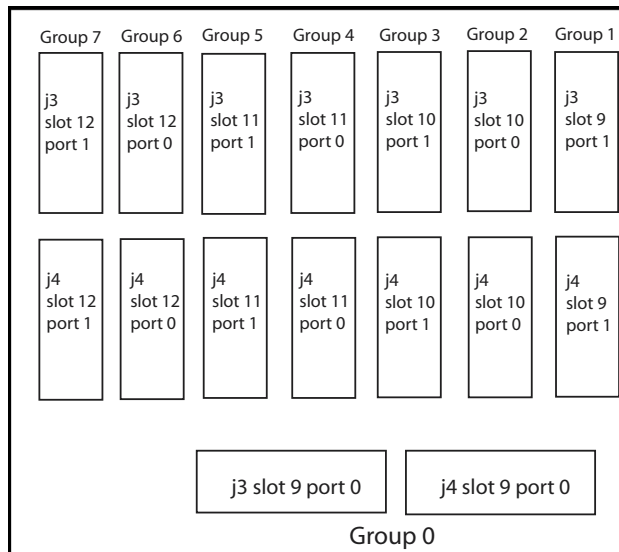 Group 7 Group 6 Group 5 Group 4 Group 3 Group 2 Group 1
j3
slot 12
port 1
j3
slot 12
port 0
j3
slot 11
port 1
j3
slot 11
port 0
j3
slot 10
port 1
j3
slot 10
port 0
j3
slot 9
port 1
j4
slot 12
port 1
j4
slot 12
port 0
j4
slot 11
port 1
j4
slot 11
port 0
j4
slot 10
port 1
j4
slot 10
port 0
j4
slot 9
port 1
j3 slot 9 port 0
j4 slot 9 port 0
Group 0